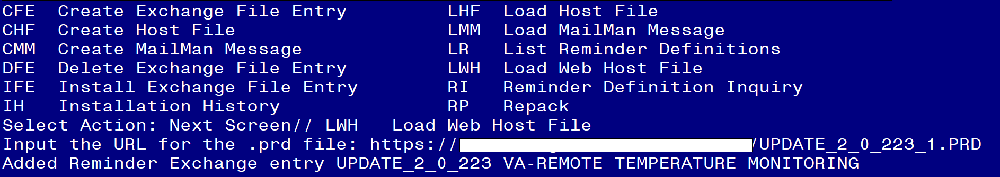 CFE  Create Exchange File Entry         LHF  Load Host File
CHF  Create Host File                   LMM  Load MailMan Message
CMM  Create MailMan Message             LR   List Reminder Definitions
DFE  Delete Exchange File Entry         LWH  Load Web Host File
IFE  Install Exchange File Entry        RI   Reminder Definition Inquiry
IH   Installation History               RP   Repack
Select Action: Next Screen// LWH   Load Web Host File
Input the URL for the .prd file: https:// /UPDATE_2_0_223_1.PRD
Added Reminder Exchange entry UPDATE_2_0_223 VA-REMOTE TEMPERATURE MONITORING